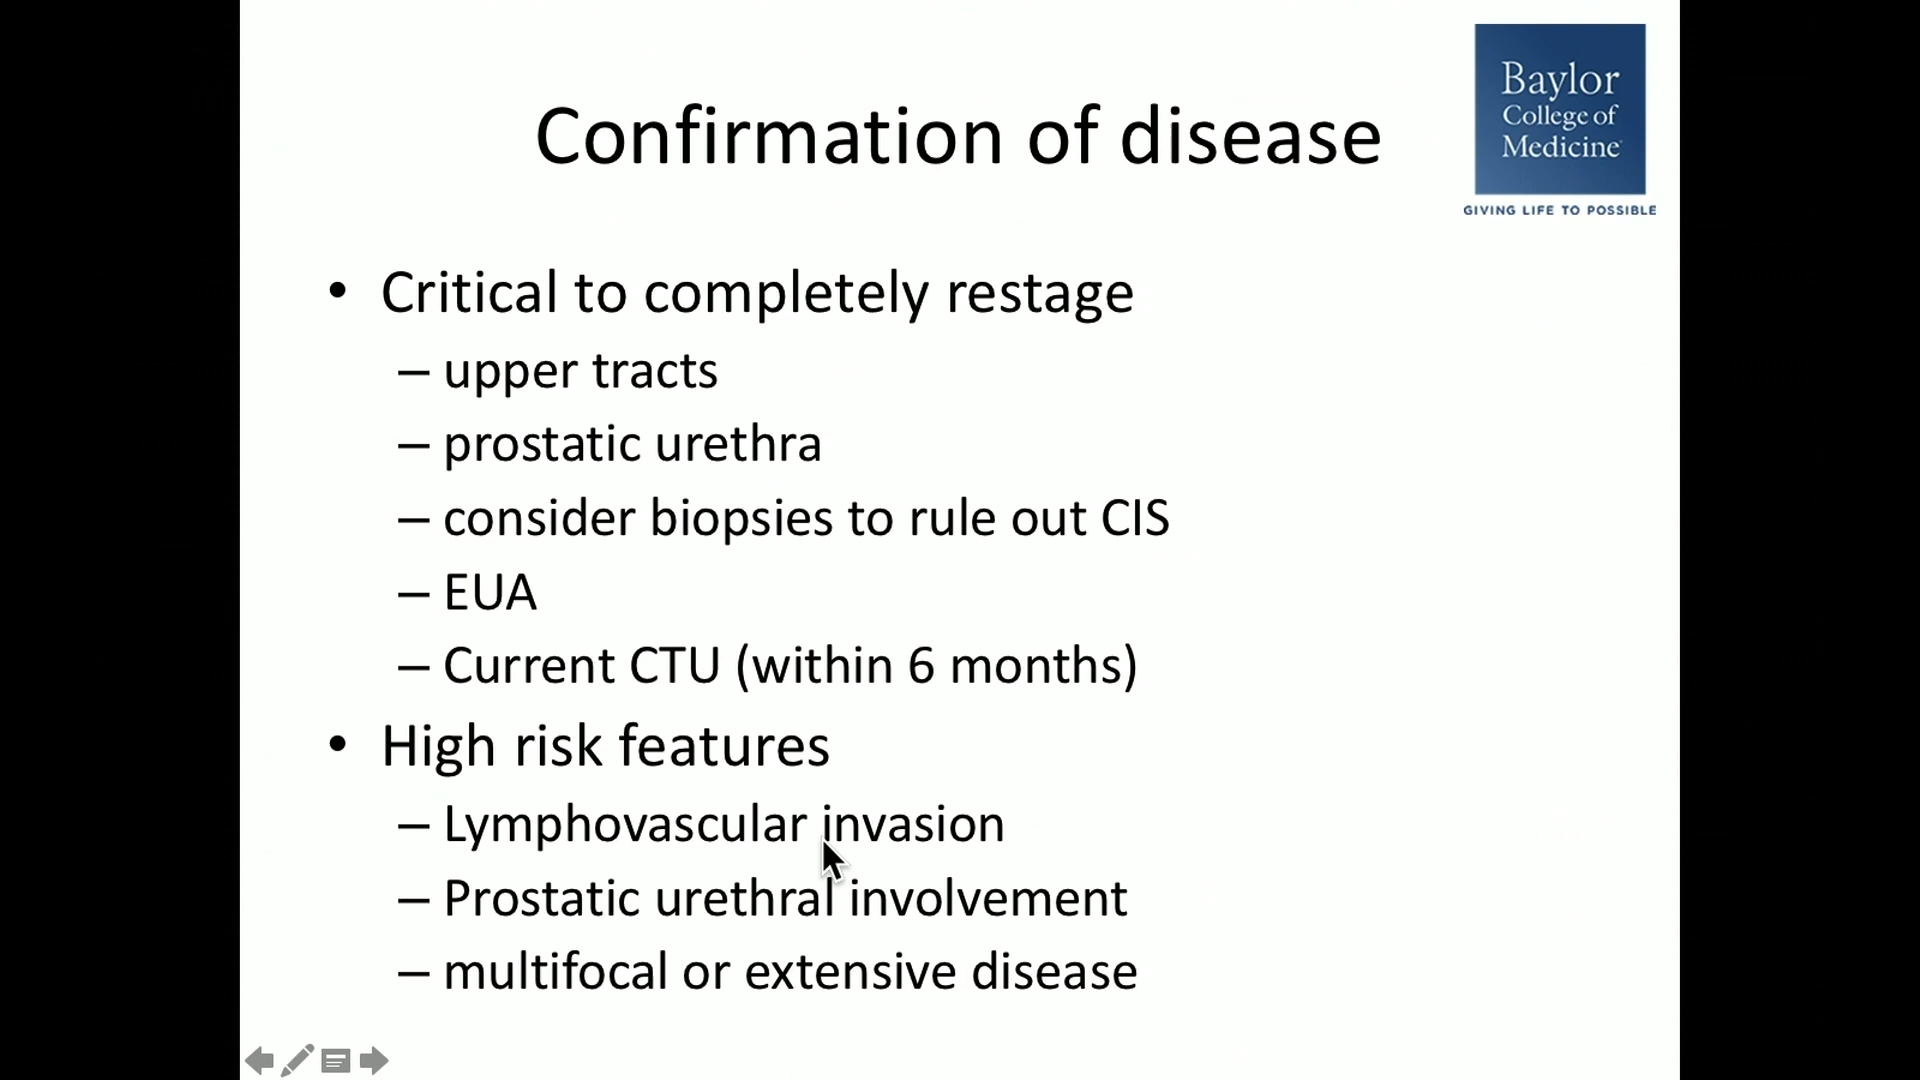 Baylor
College of
Medicine
GIVING LIFE TO POSSIBLE
Confirmation of disease
• Critical to completely restage
– upper tracts
– prostatic urethra
– consider biopsies to rule out CIS
– EUA
– Current CTU (within 6 months)
• High risk features
– Lymphovascular invasion
– Prostatic urethral involvement
– multifocal or extensive disease